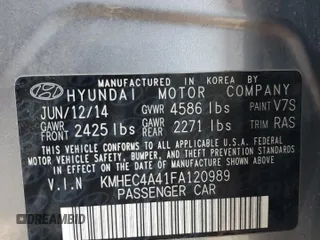 MANUFACTURED IN KOREA BY
HYUNDAI MOTOR COMPANY
JUN/12/14 GVWR 4586 lbs PAINT V7S
GAWR FRONT 2425 lbs GAWR REAR 2271 lbs TRIM RAS
THIS VEHICLE CONFORMS TO ALL APPLICABLE U.S.A. FEDERAL
MOTOR VEHICLE SAFETY, BUMPER, AND THEFT PREVENTION
STANDARDS IN EFFECT ON THE DATE OF MANUFACTURE SHOWN ABOVE.
V.I.N KMHEC4A41FA120989
PASSENGER CAR
© AMERIBID